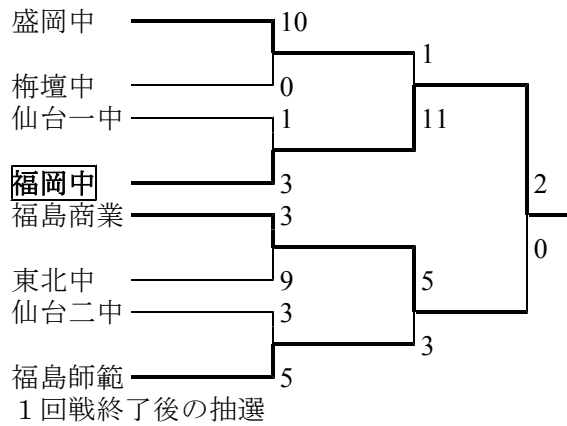 盛岡中 10
1
栴壇中 0
仙台一中 1
11
福岡中 3
2
福島商業 3
0
東北中 9
5
仙台二中 3
3
福島師範 5
１回戦終了後の抽選